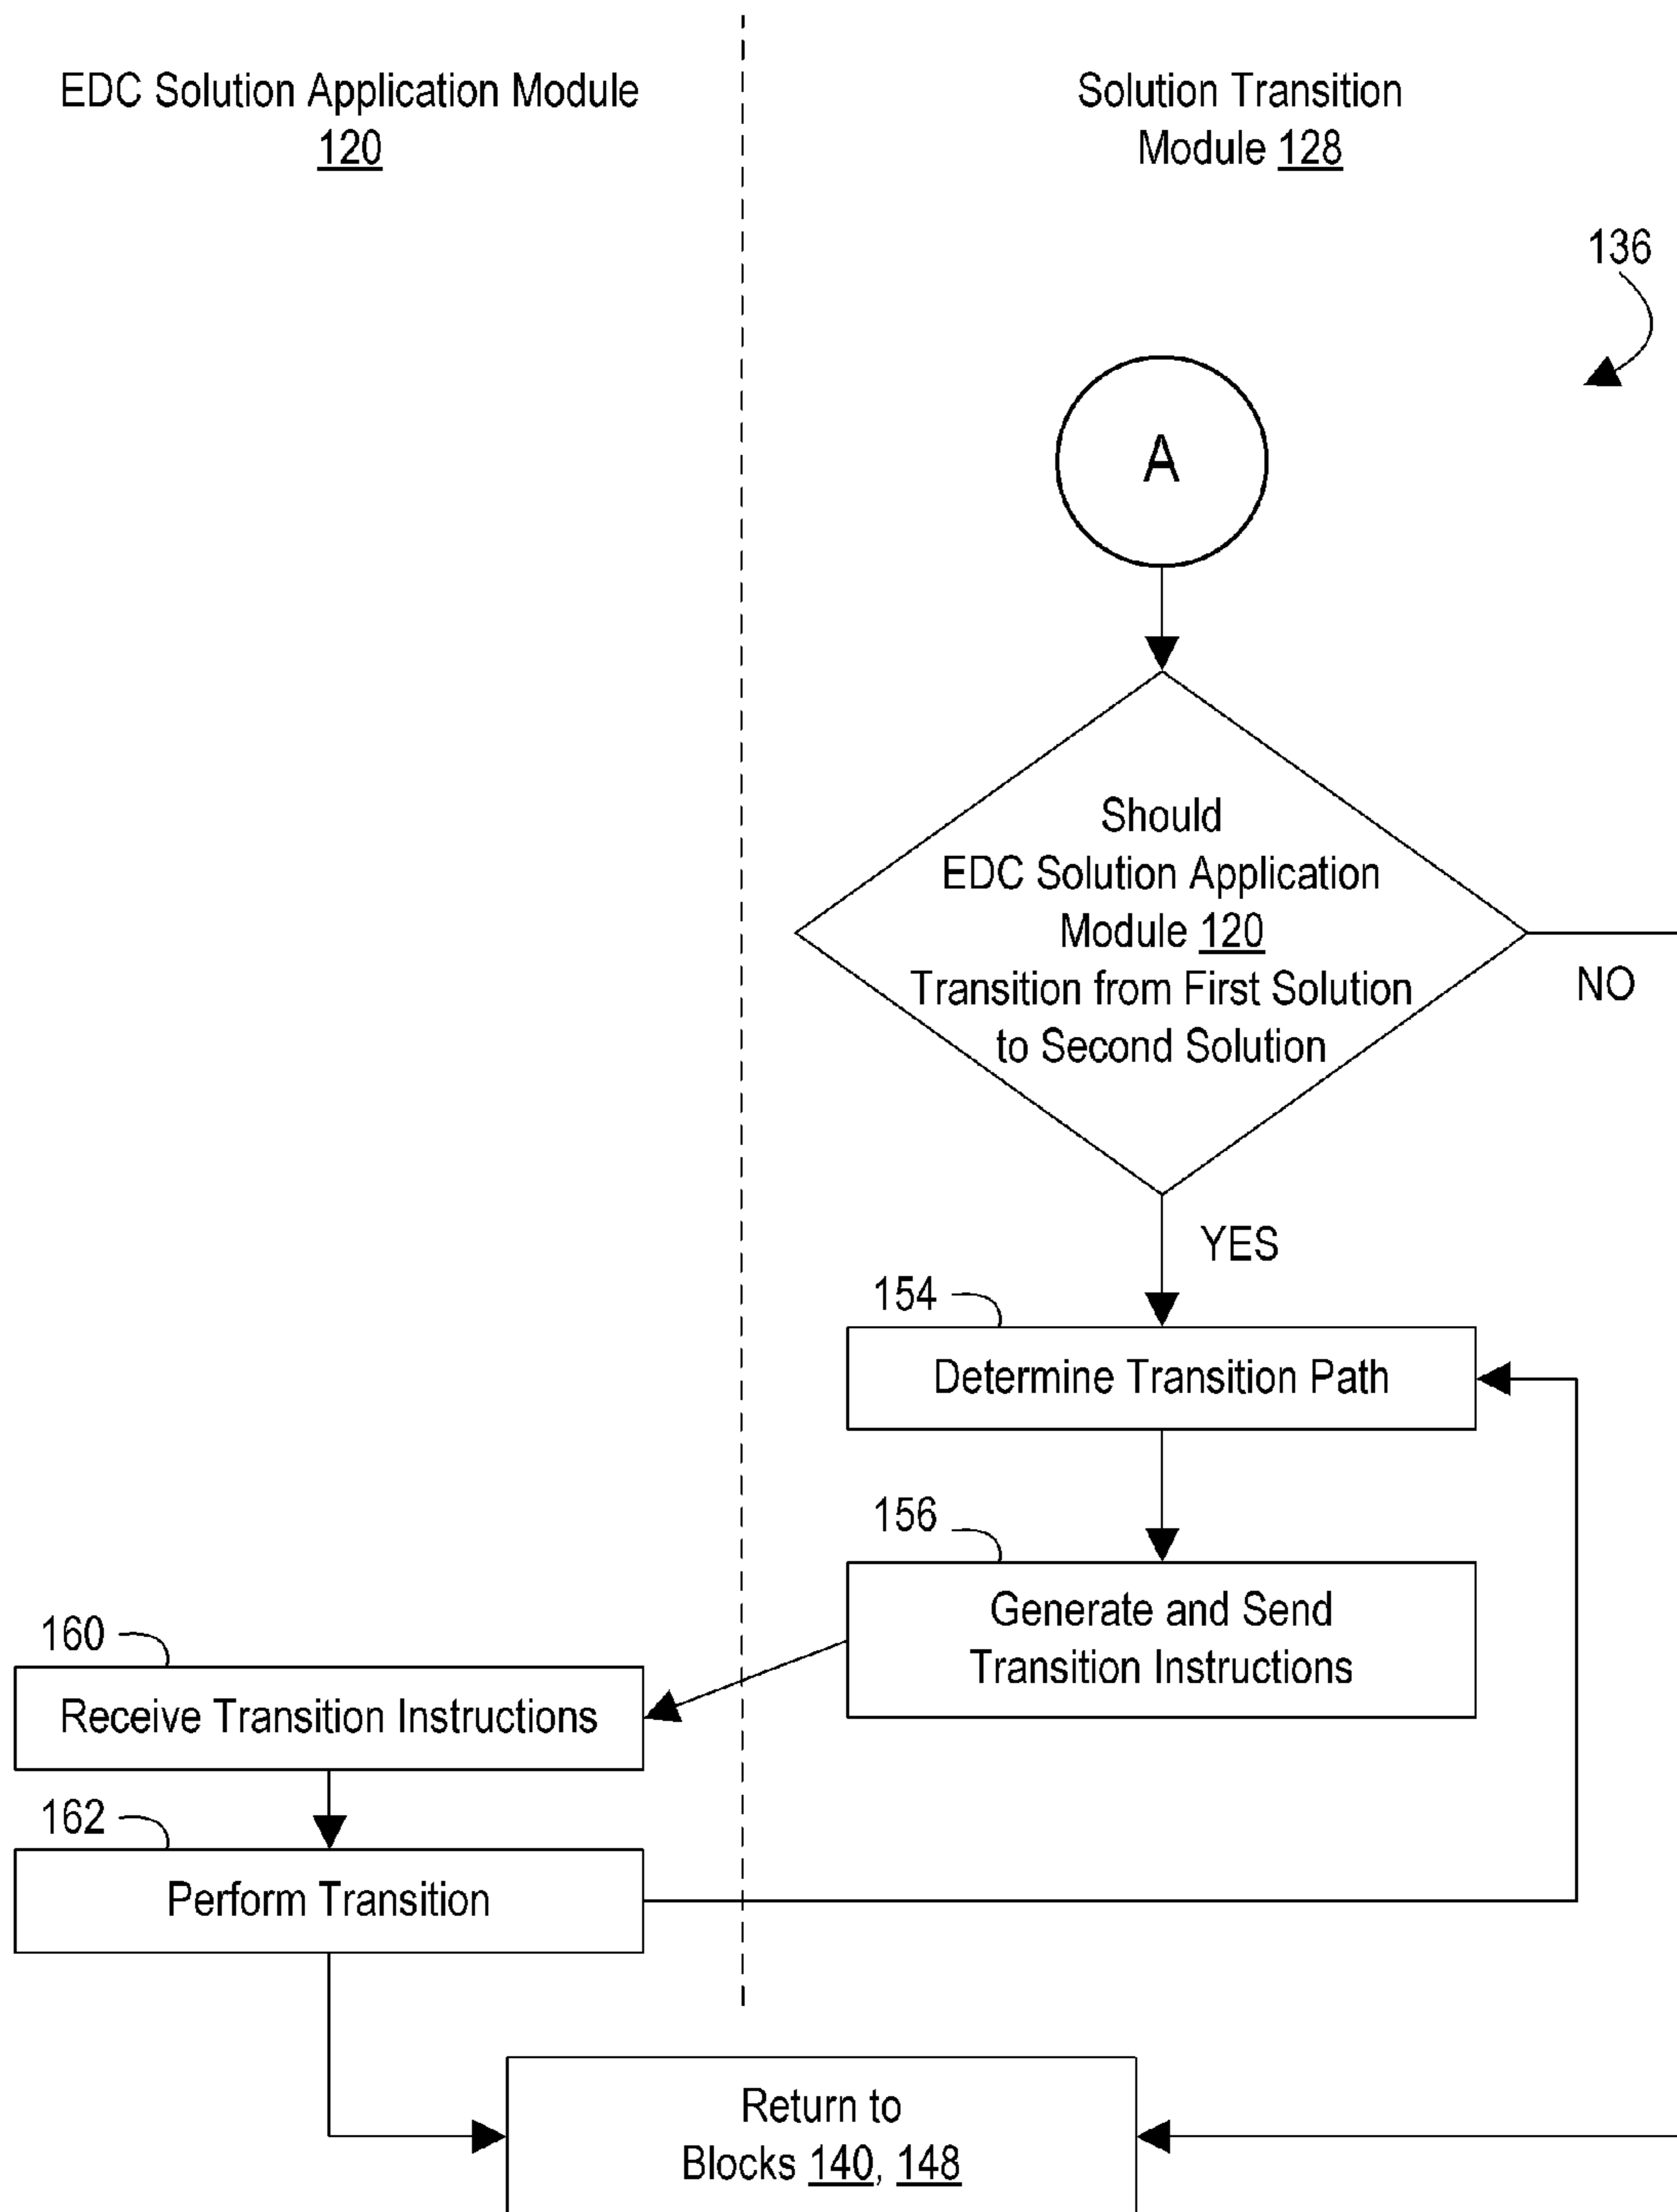 EDC Solution Application Module
120
Solution Transition
Module 128
136
A
Should
EDC Solution Application
Module 120
Transition from First Solution
to Second Solution
NO
YES
154
Determine Transition Path
156
Generate and Send
Transition Instructions
160
Receive Transition Instructions
162
Perform Transition
Return to
Blocks 140, 148